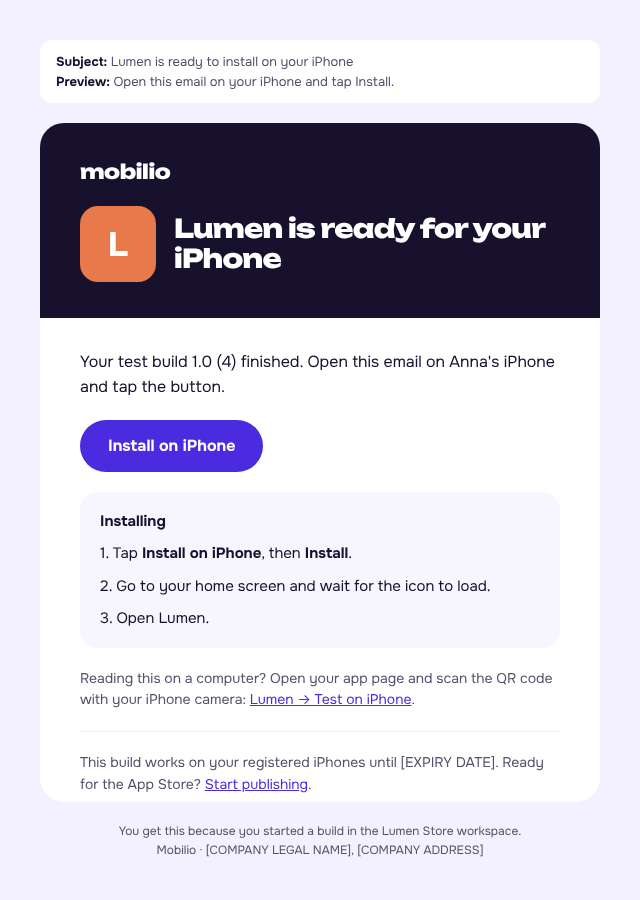 Subject: Lumen is ready to install on your iPhone
Preview: Open this email on your iPhone and tap Install.
mobilio
L
Lumen is ready for your
iPhone
Your test build 1.0 (4) finished. Open this email on Anna's iPhone
and tap the button.
Install on iPhone
Installing
1. Tap Install on iPhone, then Install.
2. Go to your home screen and wait for the icon to load.
3. Open Lumen.
Reading this on a computer? Open your app page and scan the QR code
with your iPhone camera: Lumen → Test on iPhone.
This build works on your registered iPhones until [EXPIRY DATE]. Ready
for the App Store? Start publishing.
You get this because you started a build in the Lumen Store workspace.
Mobilio · [COMPANY LEGAL NAME], [COMPANY ADDRESS]